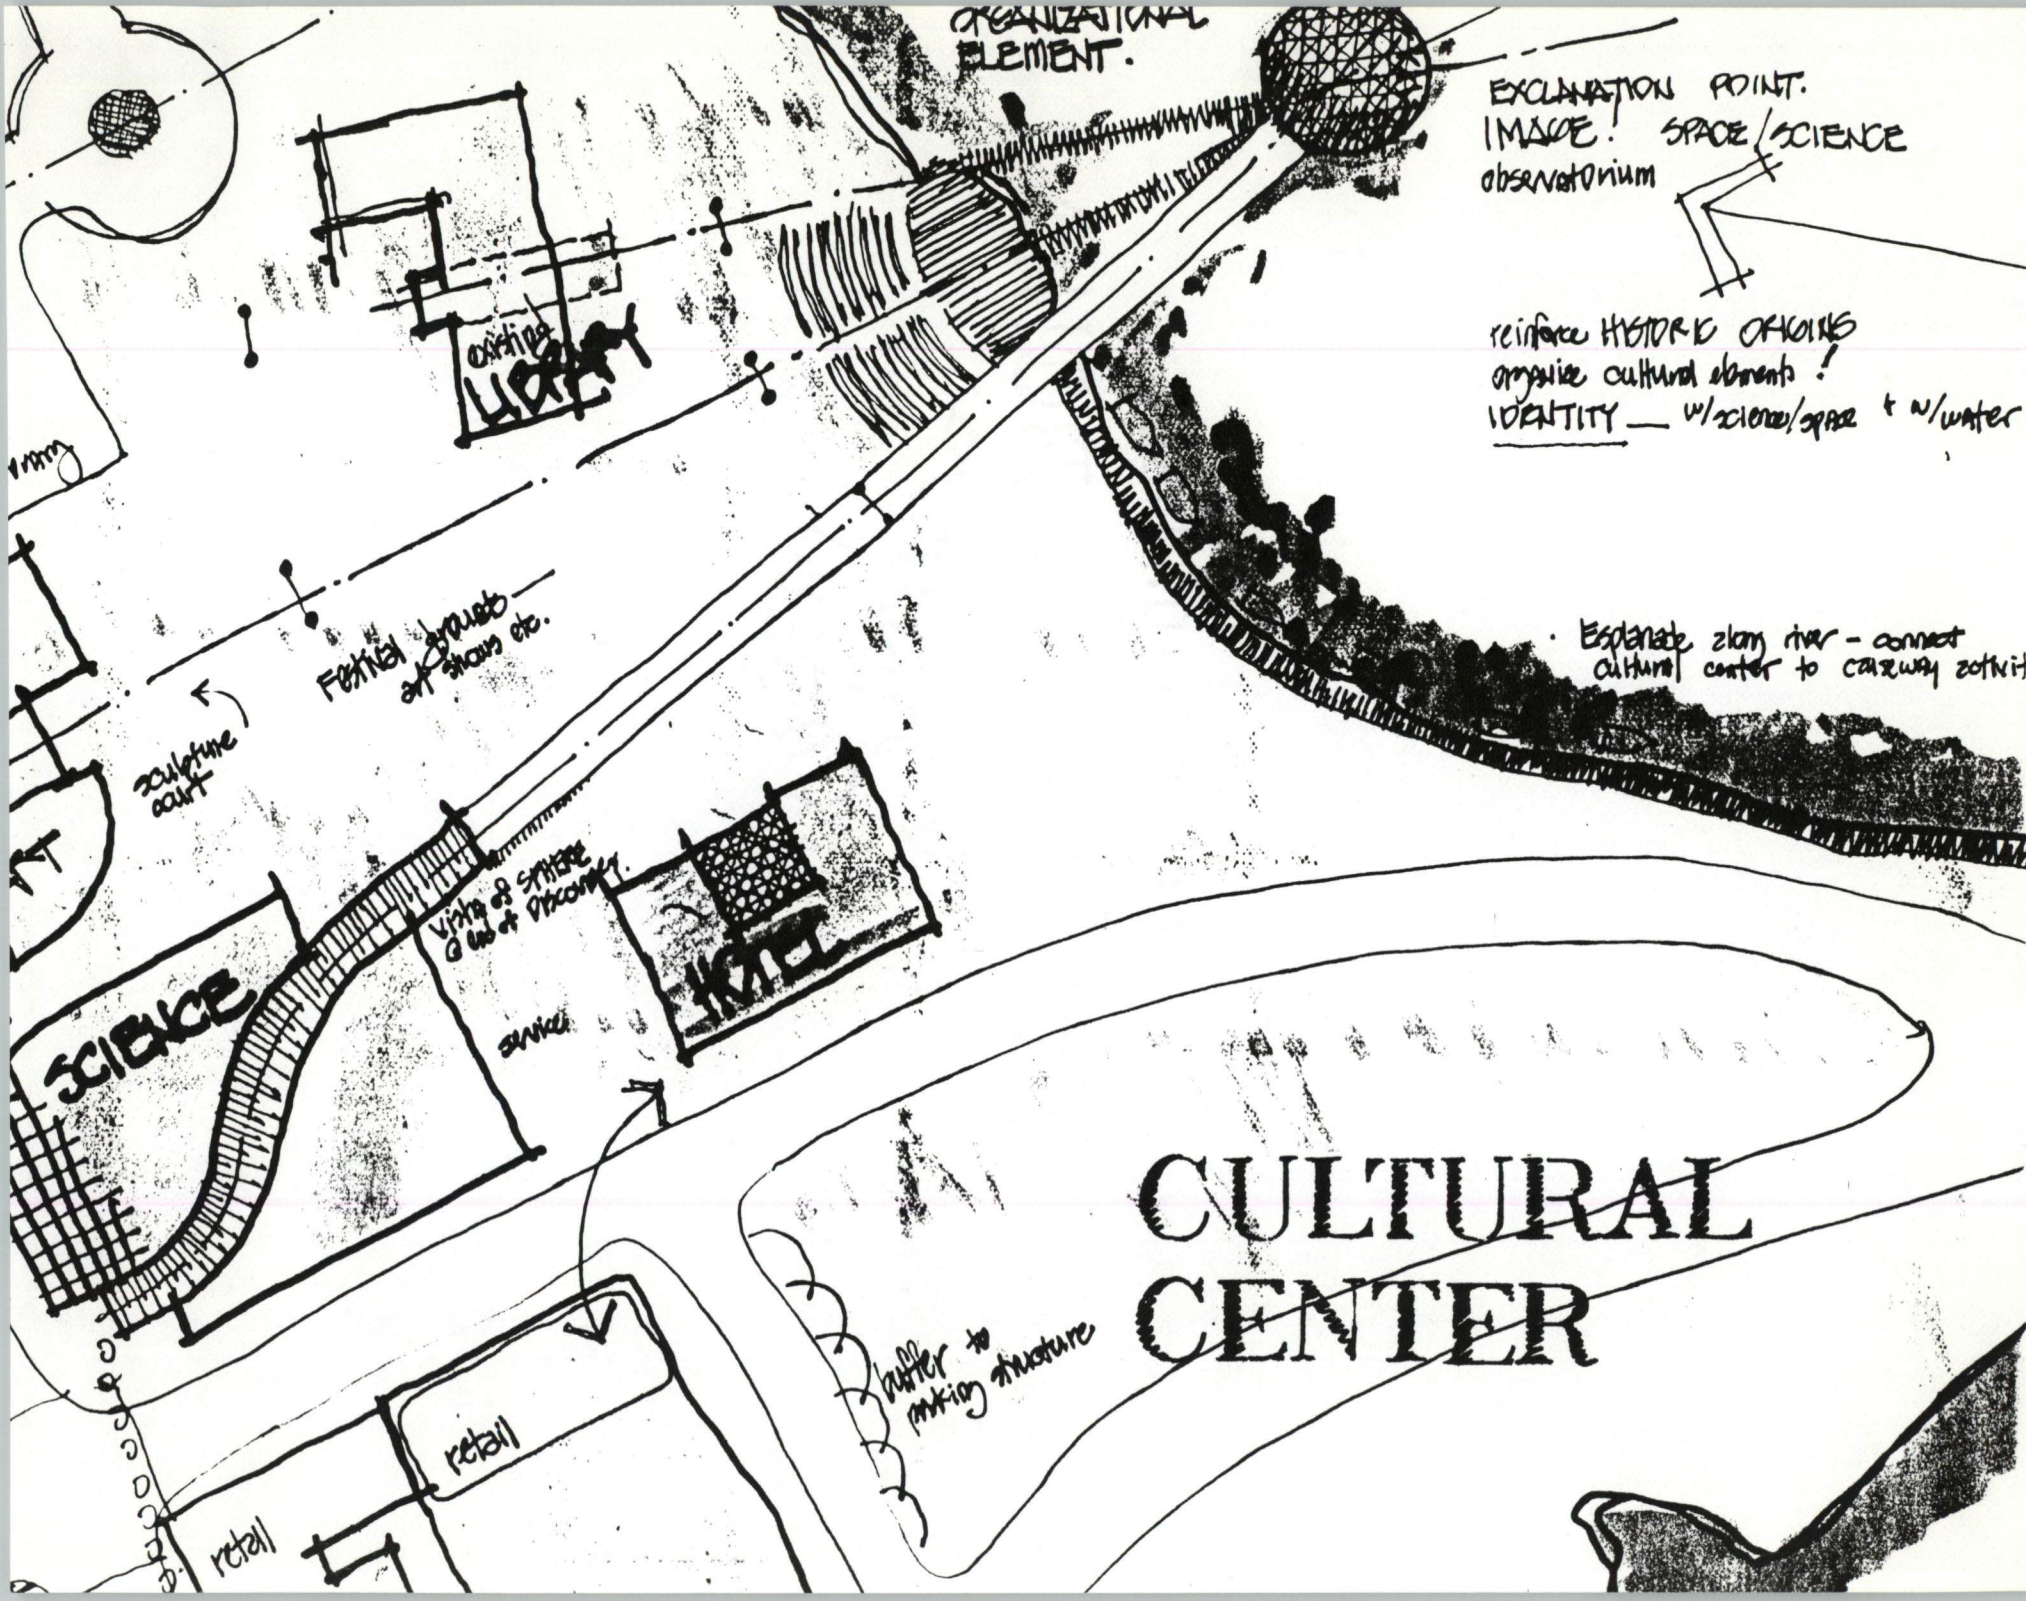 ORGANIZATIONAL
ELEMENT.
EXCLANATION POINT.
IMAGE! SPACE/SCIENCE
observatorium
reinforce HISTORIC ORIGINS
organize cultural elements!
IDENTITY — w/science/space + w/water
existing
LIBRARY
Festival grounds
art shows etc.
Esplanade along river - connect
cultural center to causeway activit
sculpture
court
RT
Vista of SPHERE
@ end of DISCOVERY.
SCIENCE
HOTEL
service
CULTURAL
CENTER
buffer to
parking structure
retail
retail